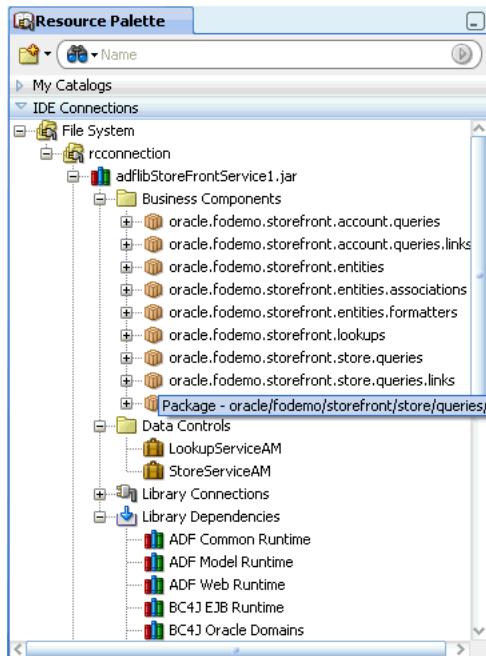 Resource Palette
Name
My Catalogs
IDE Connections
File System
rcconnection
adflibStoreFrontService1.jar
Business Components
oracle.fodemo.storefront.account.queries
oracle.fodemo.storefront.account.queries.links
oracle.fodemo.storefront.entities
oracle.fodemo.storefront.entities.associations
oracle.fodemo.storefront.entities.formatters
oracle.fodemo.storefront.lookups
oracle.fodemo.storefront.store.queries
oracle.fodemo.storefront.store.queries.links
Package - oracle/fodemo/storefront/store/queries/
Data Controls
LookupServiceAM
StoreServiceAM
Library Connections
Library Dependencies
ADF Common Runtime
ADF Model Runtime
ADF Web Runtime
BC4J EJB Runtime
BC4J Oracle Domains